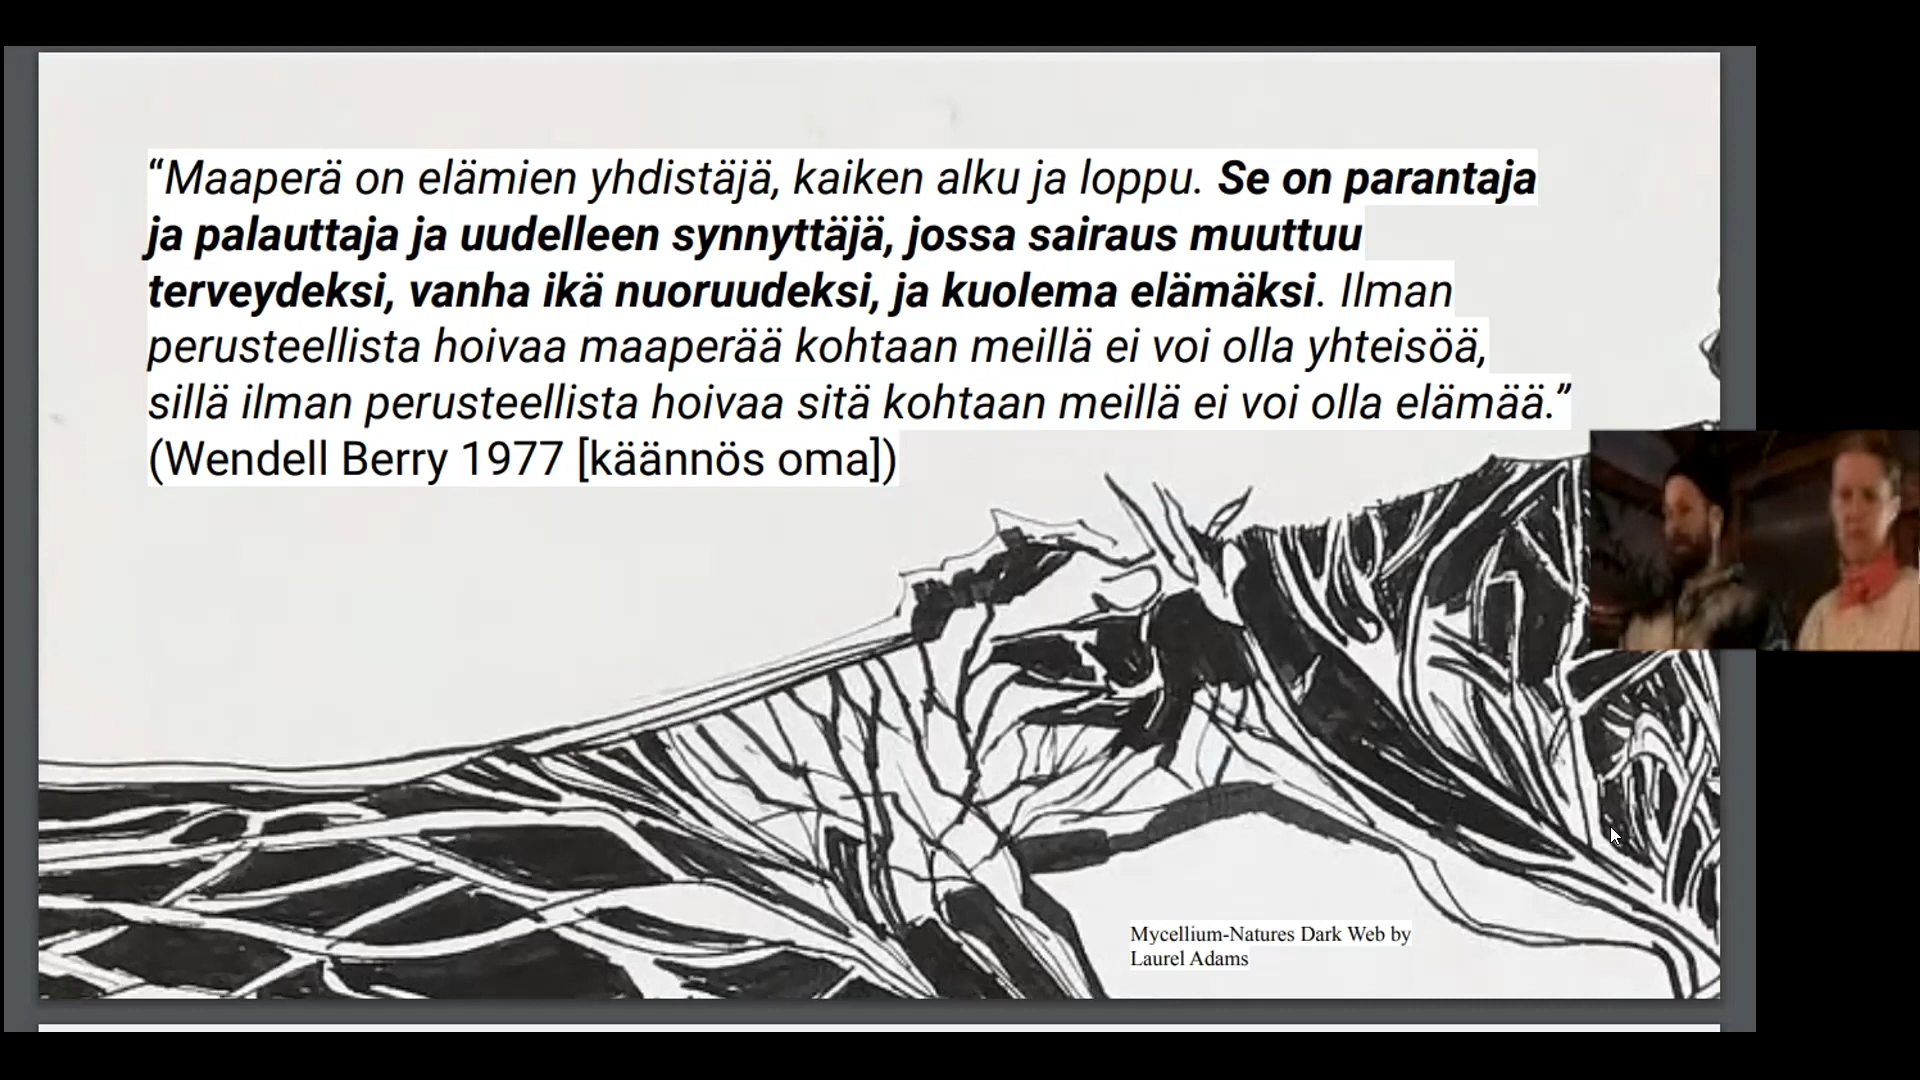 “Maaperä on elämien yhdistäjä, kaiken alku ja loppu. Se on parantaja
ja palauttaja ja uudelleen synnyttäjä, jossa sairaus muuttuu
terveydeksi, vanha ikä nuoruudeksi, ja kuolema elämäksi. Ilman
perusteellista hoivaa maaperää kohtaan meillä ei voi olla yhteisöä,
sillä ilman perusteellista hoivaa sitä kohtaan meillä ei voi olla elämää.”
(Wendell Berry 1977 [käännös oma])
Mycellium-Natures Dark Web by
Laurel Adams